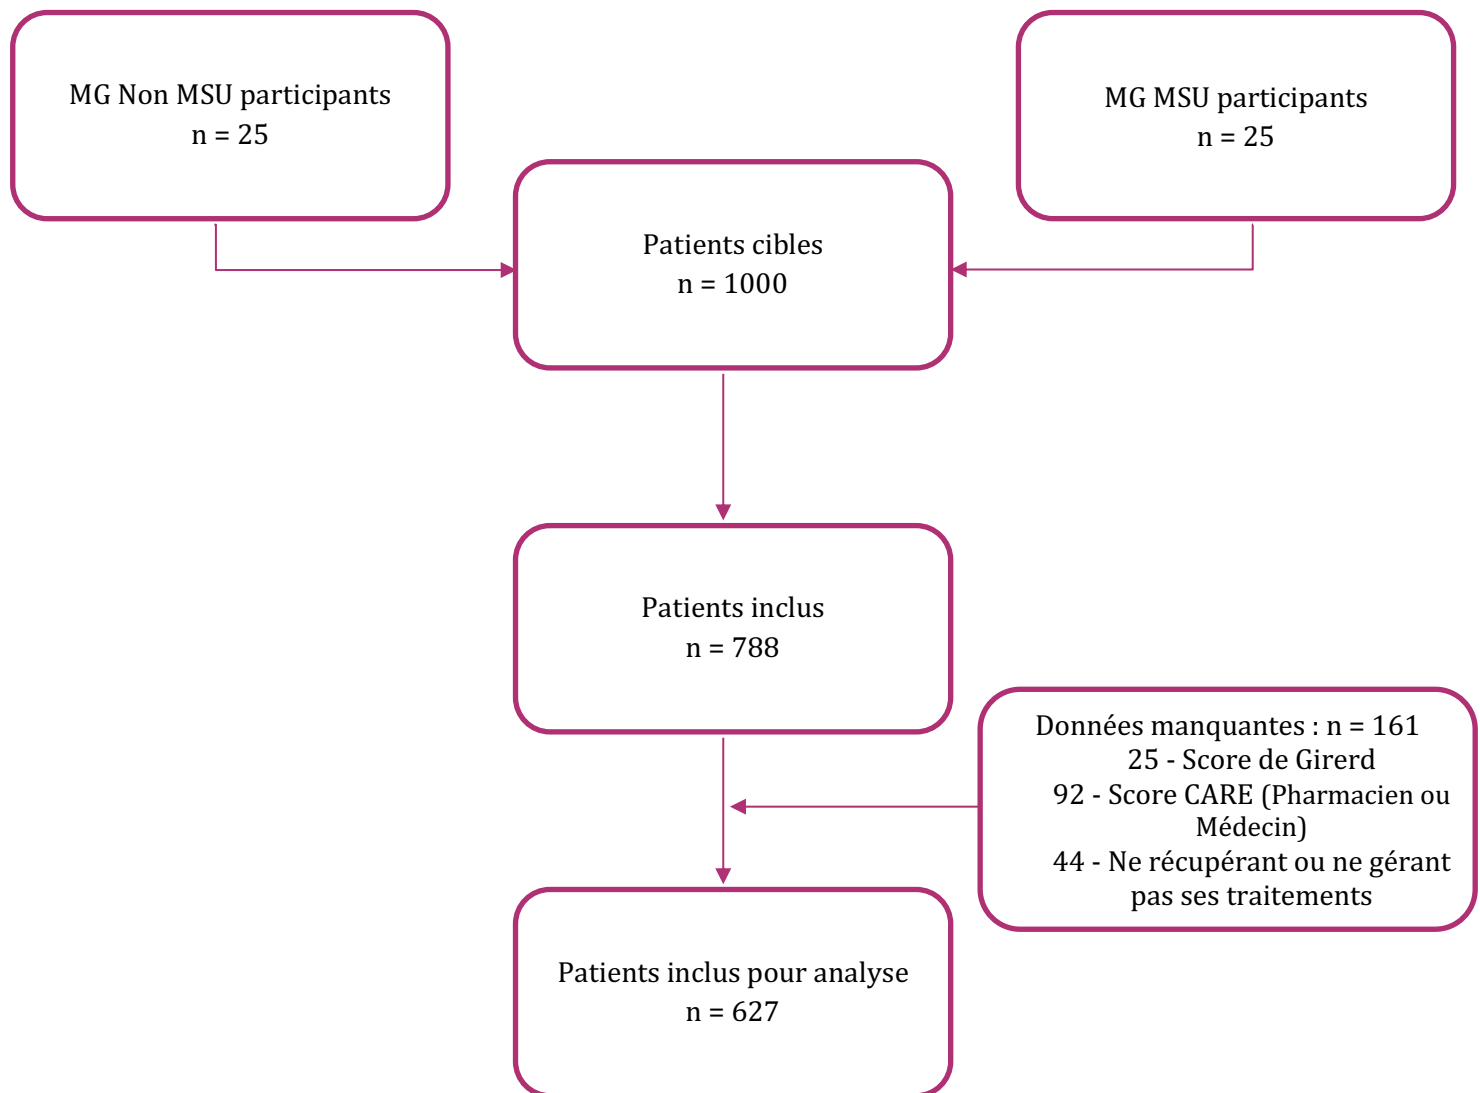 MG Non MSU participants
n = 25
MG MSU participants
n = 25
Patients cibles
n = 1000
Patients inclus
n = 788
Données manquantes : n = 161
25 - Score de Girerd
92 - Score CARE (Pharmacien ou
Médecin)
44 - Ne récupérant ou ne gérant
pas ses traitements
Patients inclus pour analyse
n = 627